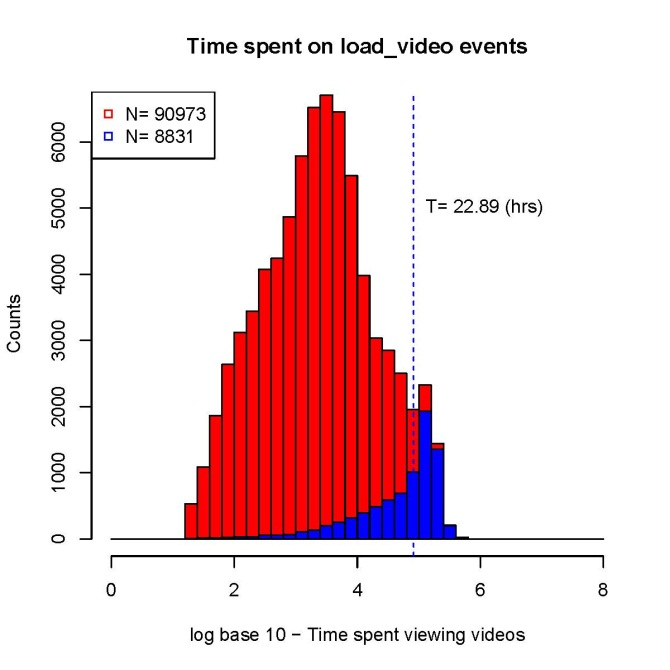 Time spent on load_video events
N= 90973
N= 8831
T= 22.89 (hrs)
Counts
0
1000
2000
3000
4000
5000
6000
0 2 4 6 8
log base 10 − Time spent viewing videos